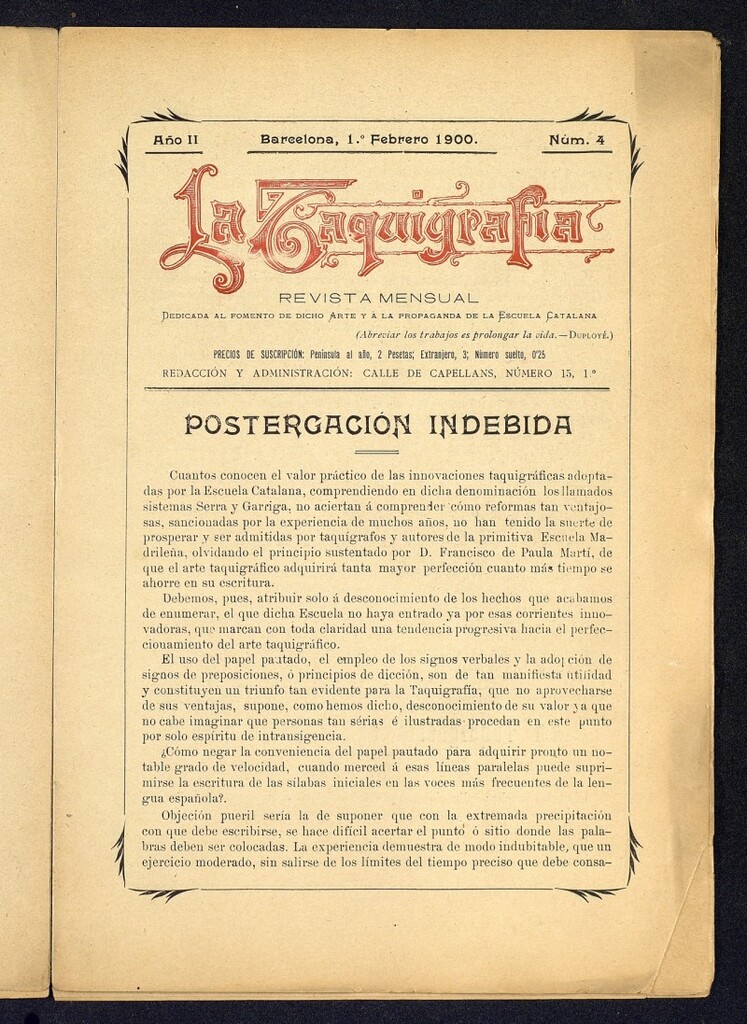 Año II
Barcelona, 1.º Febrero 1900.
Núm. 4
La Taquigrafía
REVISTA MENSUAL
DEDICADA AL FOMENTO DE DICHO ARTE Y Á LA PROPAGANDA DE LA ESCUELA CATALANA
(Abreviar los trabajos es prolongar la vida.—DUPLOYÉ.)
PRECIOS DE SUSCRIPCIÓN: Península al año, 2 Pesetas; Extranjero, 3; Número suelto, 0'25
REDACCIÓN Y ADMINISTRACIÓN: CALLE DE CAPELLANS, NÚMERO 15, 1.º
POSTERGACIÓN INDEBIDA
Cuantos conocen el valor práctico de las innovaciones taquigráficas adopta-
das por la Escuela Catalana, comprendiendo en dicha denominación los llamados
sistemas Serra y Garriga, no aciertan á comprender cómo reformas tan ventajo-
sas, sancionadas por la experiencia de muchos años, no han tenido la suerte de
prosperar y ser admitidas por taquígrafos y autores de la primitiva Escuela Ma-
drileña, olvidando el principio sustentado por D. Francisco de Paula Martí, de
que el arte taquigráfico adquirirá tanta mayor perfección cuanto más tiempo se
ahorre en su escritura.
Debemos, pues, atribuir solo á desconocimiento de los hechos que acabamos
de enumerar, el que dicha Escuela no haya entrado ya por esas corrientes inno-
vadoras, que marcan con toda claridad una tendencia progresiva hacia el perfec-
cionamiento del arte taquigráfico.
El uso del papel pautado, el empleo de los signos verbales y la adopción de
signos de preposiciones, ó principios de dicción, son de tan manifiesta utilidad
y constituyen un triunfo tan evidente para la Taquigrafía, que no aprovecharse
de sus ventajas, supone, como hemos dicho, desconocimiento de su valor ya que
no cabe imaginar que personas tan sérias é ilustradas procedan en este punto
por solo espíritu de intransigencia.
¿Cómo negar la conveniencia del papel pautado para adquirir pronto un no-
table grado de velocidad, cuando merced á esas líneas paralelas puede supri-
mirse la escritura de las sílabas iniciales en las voces más frecuentes de la len-
gua española?.
Objeción pueril sería la de suponer que con la extremada precipitación
con que debe escribirse, se hace difícil acertar el punto ó sitio donde las pala-
bras deben ser colocadas. La experiencia demuestra de modo indubitable, que un
ejercicio moderado, sin salirse de los límites del tiempo preciso que debe consa-